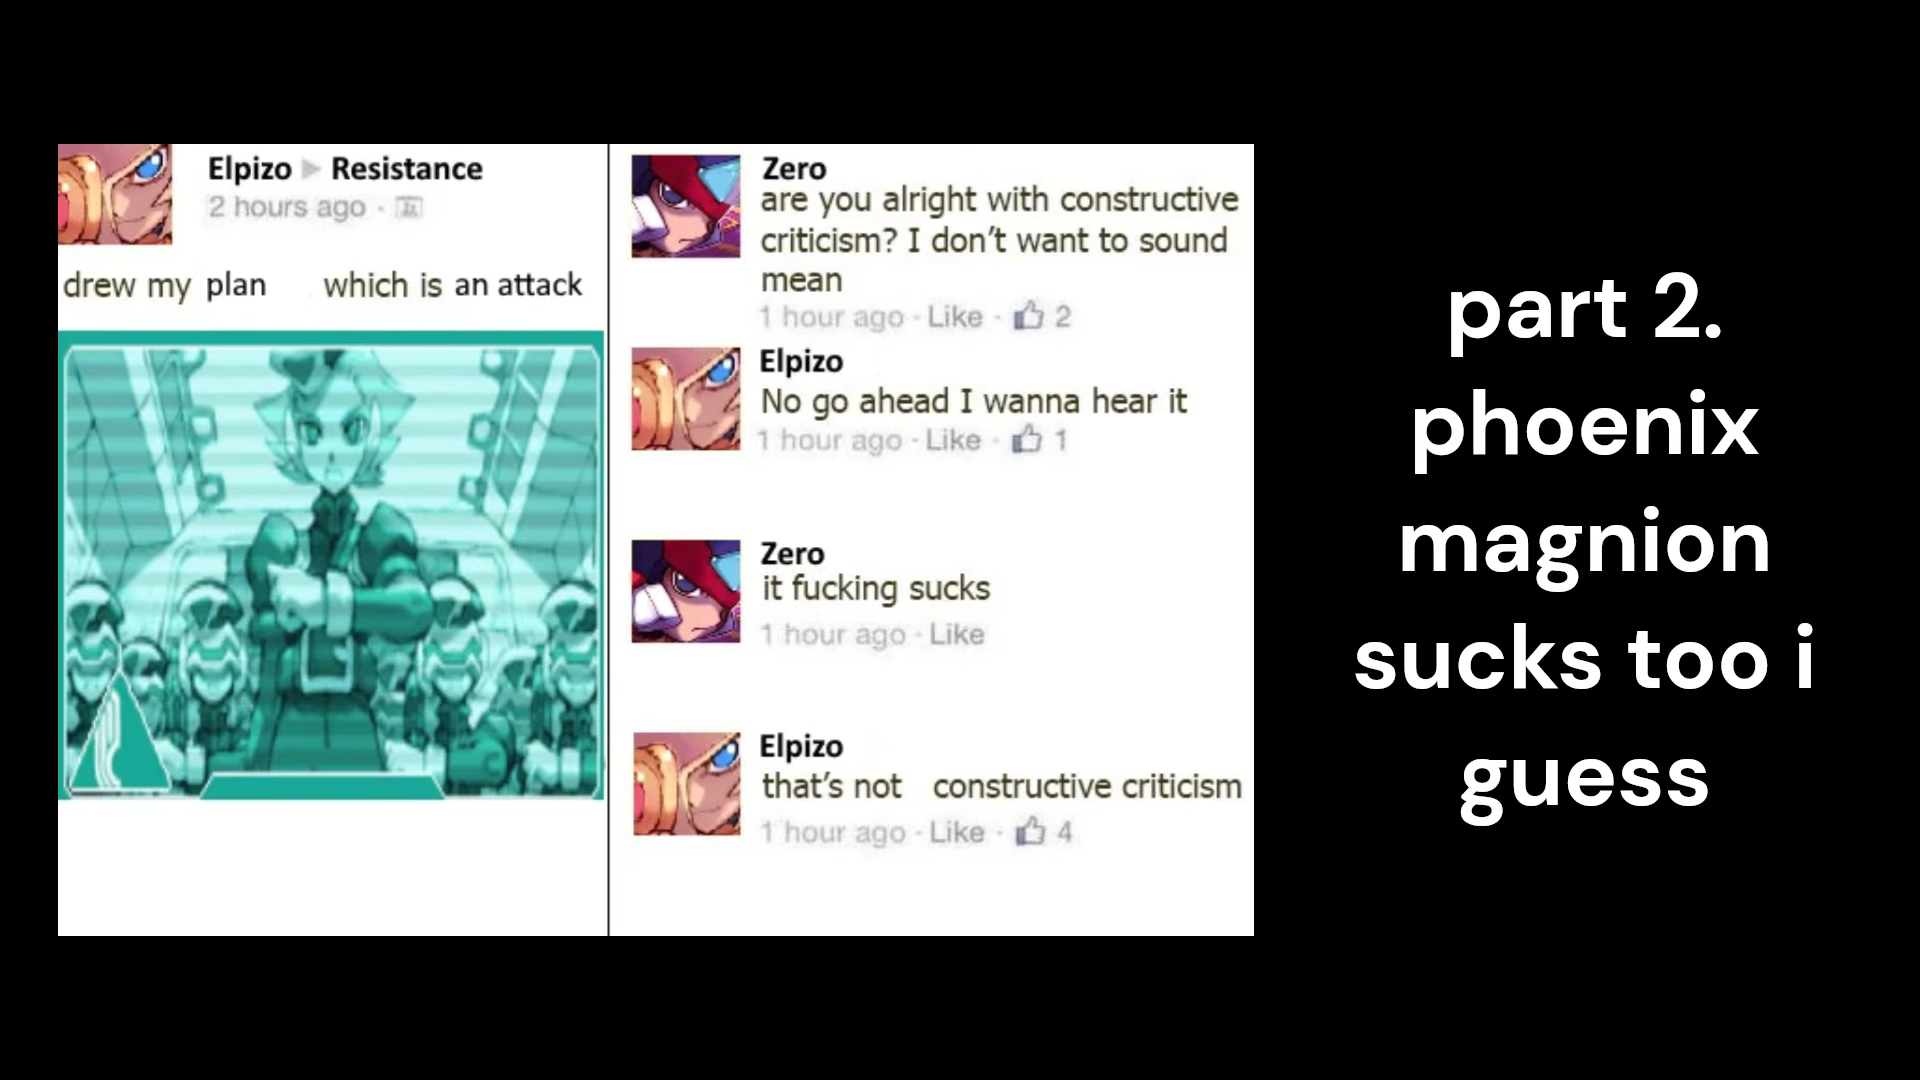 Elpizo ▶ Resistance
2 hours ago ·
drew my plan which is an attack
Zero
are you alright with constructive
criticism? I don't want to sound
mean
1 hour ago · Like · 2
Elpizo
No go ahead I wanna hear it
1 hour ago · Like · 1
Zero
it fucking sucks
1 hour ago · Like
Elpizo
that's not constructive criticism
1 hour ago · Like · 4
part 2.
phoenix
magnion
sucks too i
guess